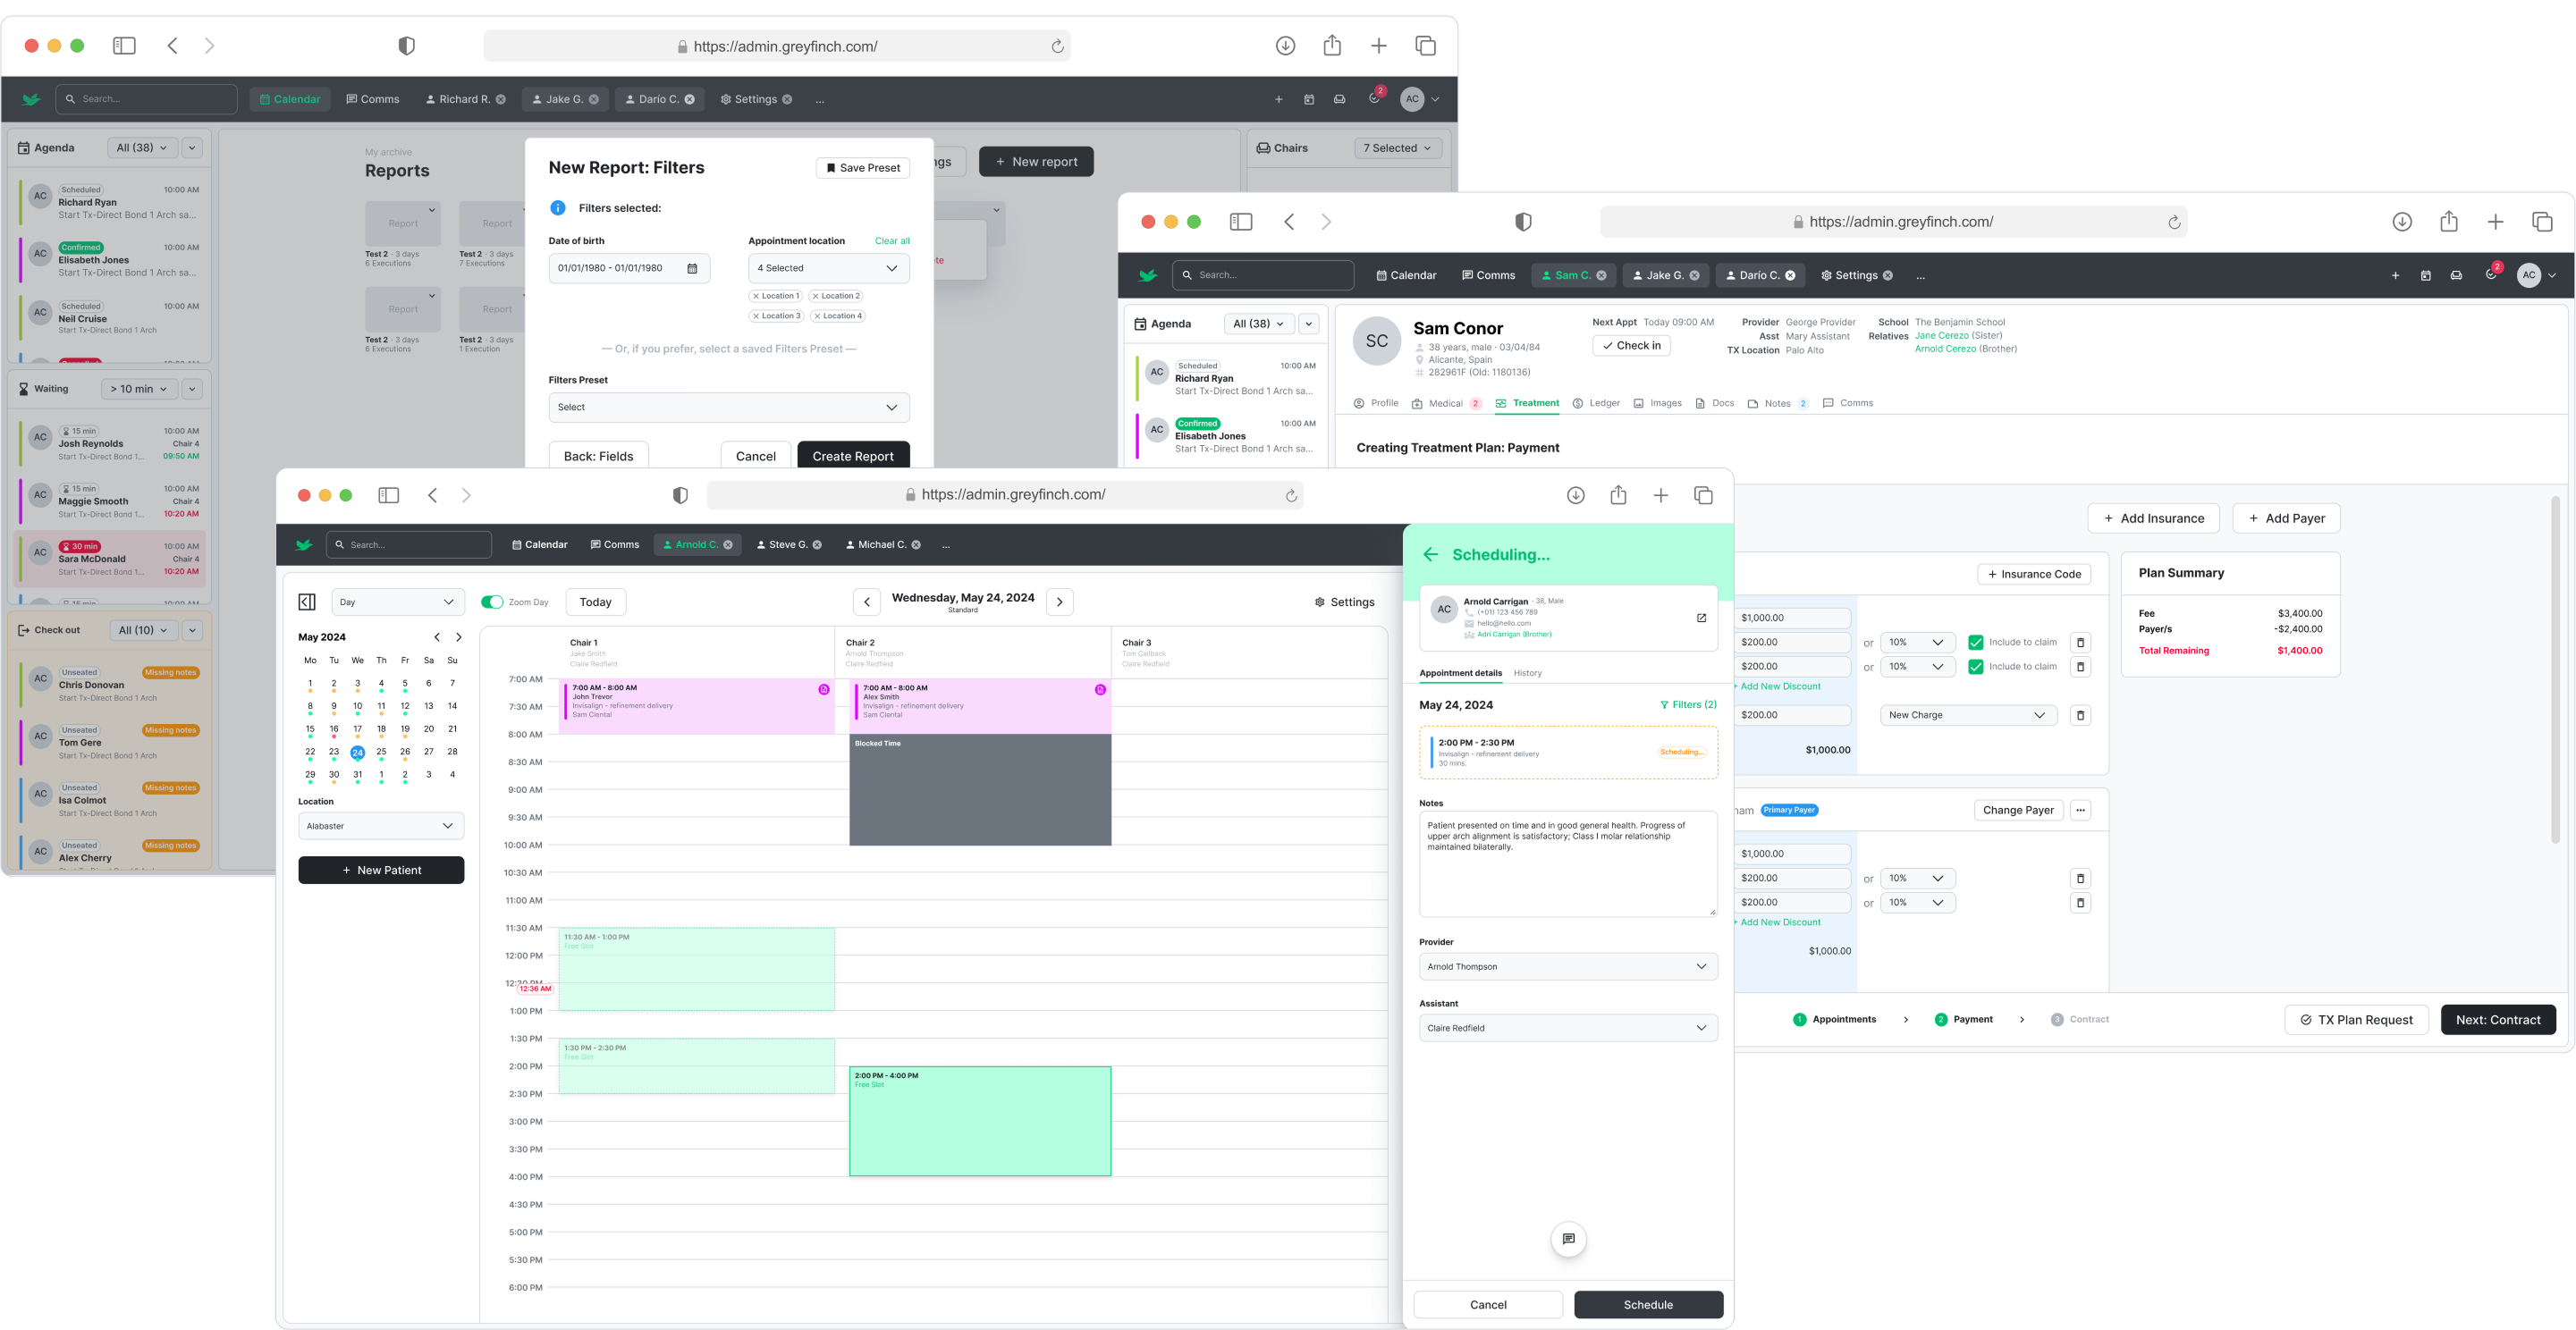 https://admin.greyfinch.com/
Search...
Calendar
Comms
Richard R.
Jake G.
Darío C.
Settings
...
2
AC
Agenda
All (38)
AC
Scheduled
10:00 AM
Richard Ryan
Start Tx-Direct Bond 1 Arch sa...
AC
Confirmed
10:00 AM
Elisabeth Jones
Start Tx-Direct Bond 1 Arch sa...
AC
Scheduled
10:00 AM
Neil Cruise
Start Tx-Direct Bond 1 Arch
Waiting
> 10 min
AC
15 min
10:00 AM
Josh Reynolds
Chair 4
Start Tx-Direct Bond 1...
09:50 AM
AC
15 min
10:00 AM
Maggie Smooth
Chair 4
Start Tx-Direct Bond 1...
10:20 AM
AC
30 min
10:00 AM
Sara McDonald
Chair 4
Start Tx-Direct Bond 1...
10:20 AM
15 min
10:00 AM
Check out
All (10)
AC
Unseated
Missing notes
Chris Donovan
Start Tx-Direct Bond 1 Arch
AC
Unseated
Missing notes
Tom Gere
Start Tx-Direct Bond 1 Arch
AC
Unseated
Missing notes
Isa Colmot
Start Tx-Direct Bond 1 Arch
AC
Unseated
Missing notes
Alex Cherry
My archive
Reports
Report
Test 2 · 3 days
6 Executions
Report
Test 2 · 3 days
7 Executions
Report
Test 2 · 3 days
6 Executions
Report
Test 2 · 3 days
1 Execution
+ New report
Chairs
7 Selected
New Report: Filters
Save Preset
Filters selected:
Date of birth
01/01/1980 - 01/01/1980
Appointment location
Clear all
4 Selected
Location 1
Location 2
Location 3
Location 4
— Or, if you prefer, select a saved Filters Preset —
Filters Preset
Select
Back: Fields
Cancel
Create Report
https://admin.greyfinch.com/
Search...
Calendar
Comms
Sam C.
Jake G.
Darío C.
Settings
...
2
AC
Agenda
All (38)
AC
Scheduled
10:00 AM
Richard Ryan
Start Tx-Direct Bond 1 Arch sa...
AC
Confirmed
10:00 AM
Elisabeth Jones
Start Tx-Direct Bond 1 Arch sa...
SC
Sam Conor
38 years, male · 03/04/84
Alicante, Spain
282961F (Old: 1180136)
Next Appt Today 09:00 AM
Check in
Provider George Provider
Asst Mary Assistant
TX Location Palo Alto
School The Benjamin School
Relatives Jane Cerezo (Sister)
Arnold Cerezo (Brother)
Profile
Medical 2
Treatment
Ledger
Images
Docs
Notes 2
Comms
Creating Treatment Plan: Payment
+ Add Insurance
+ Add Payer
+ Insurance Code
$1,000.00
$200.00
or
10%
Include to claim
$200.00
or
10%
Include to claim
+ Add New Discount
$200.00
New Charge
$1,000.00
Primary Payer
Change Payer
...
$1,000.00
$200.00
or
10%
$200.00
or
10%
+ Add New Discount
$1,000.00
Plan Summary
Fee $3,400.00
Payer/s -$2,400.00
Total Remaining $1,400.00
1 Appointments
2 Payment
3 Contract
TX Plan Request
Next: Contract
https://admin.greyfinch.com/
Search...
Calendar
Comms
Arnold C.
Steve G.
Michael C.
...
Day
Zoom Day
Today
Wednesday, May 24, 2024
Standard
Settings
May 2024
Mo Tu We Th Fr Sa Su
1 2 3 4 5 6 7
8 9 10 11 12 13 14
15 16 17 18 19 20 21
22 23 24 25 26 27 28
29 30 31 1 2 3 4
Location
Alabaster
+ New Patient
Chair 1
Jake Smith
Claire Redfield
Chair 2
Arnold Thompson
Claire Redfield
Chair 3
Tom Callback
Claire Redfield
7:00 AM
7:30 AM
8:00 AM
8:30 AM
9:00 AM
9:30 AM
10:00 AM
10:30 AM
11:00 AM
11:30 AM
12:00 PM
12:30 PM
12:36 AM
1:00 PM
1:30 PM
2:00 PM
2:30 PM
3:00 PM
3:30 PM
4:00 PM
4:30 PM
5:00 PM
5:30 PM
6:00 PM
7:00 AM - 8:00 AM
John Trevor
Invisalign - refinement delivery
Sam Clental
7:00 AM - 8:00 AM
Alex Smith
Invisalign - refinement delivery
Sam Clental
Blocked Time
11:30 AM - 1:00 PM
Free Slot
1:30 PM - 2:30 PM
Free Slot
2:00 PM - 4:00 PM
Free Slot
Scheduling...
AC
Arnold Carrigan · 38, Male
(+01) 123 456 789
hello@hello.com
Adri Carrigan (Brother)
Appointment details
History
May 24, 2024
Filters (2)
2:00 PM - 2:30 PM
Invisalign - refinement delivery
30 mins.
Scheduling...
Notes
Patient presented on time and in good general health. Progress of
upper arch alignment is satisfactory; Class I molar relationship
maintained bilaterally.
Provider
Arnold Thompson
Assistant
Claire Redfield
Cancel
Schedule